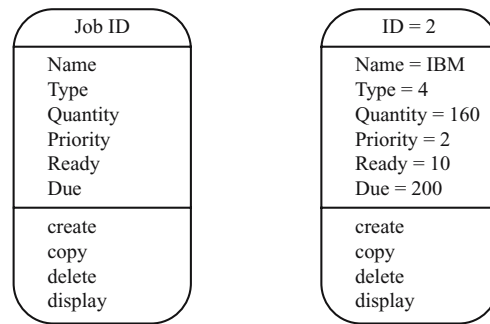 Job ID
Name
Type
Quantity
Priority
Ready
Due
create
copy
delete
display
ID = 2
Name = IBM
Type = 4
Quantity = 160
Priority = 2
Ready = 10
Due = 200
create
copy
delete
display